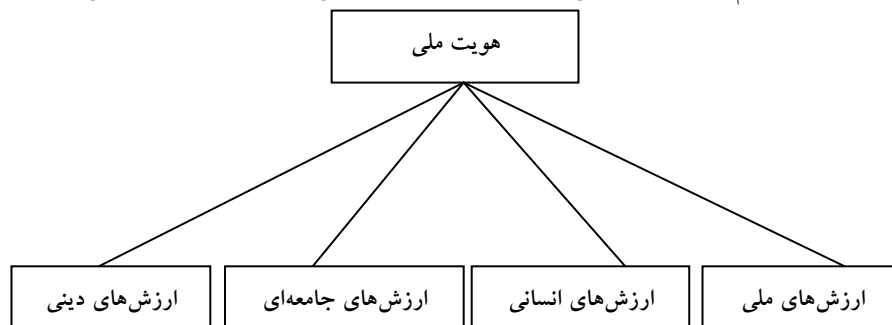 هویت ملی
ارزش‌های ملی
ارزش‌های انسانی
ارزش‌های جامعه‌ای
ارزش‌های دینی